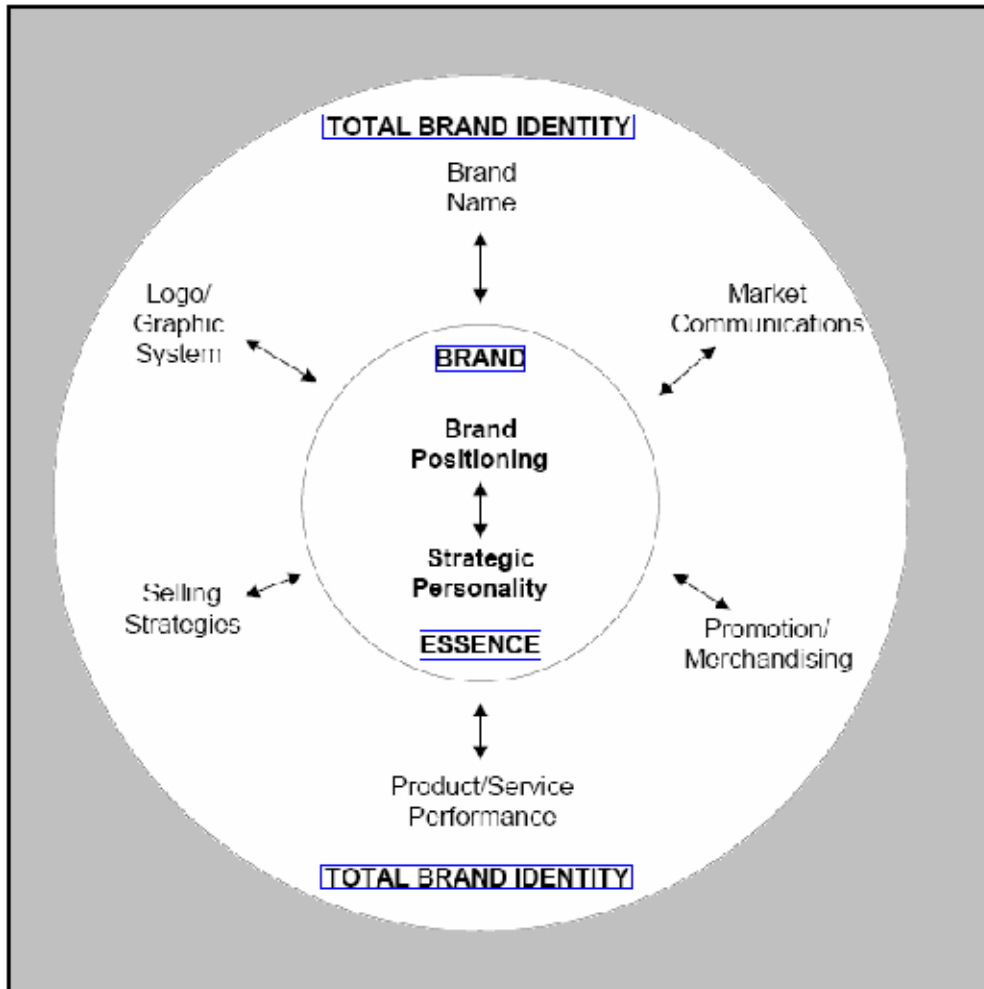 TOTAL BRAND IDENTITY
Brand
Name
Logo/
Graphic
System
Market
Communications
BRAND
Brand
Positioning
Strategic
Personality
ESSENCE
Selling
Strategies
Promotion/
Merchandising
Product/Service
Performance
TOTAL BRAND IDENTITY